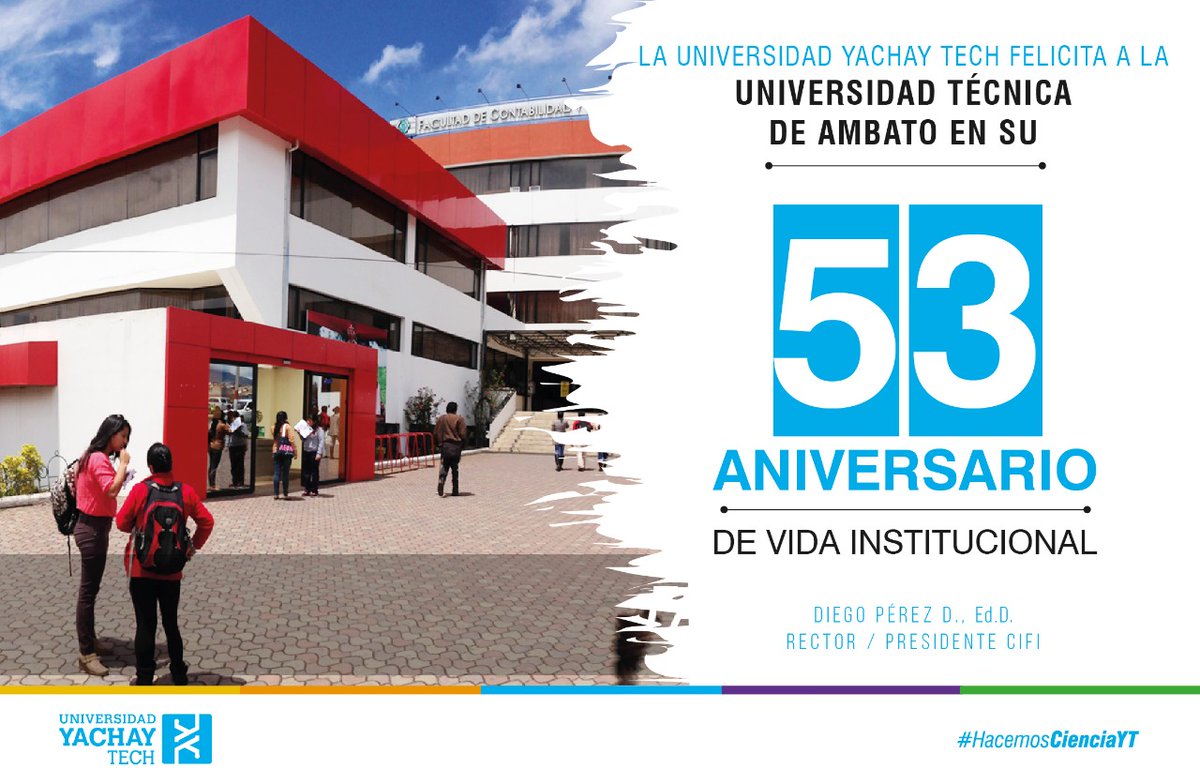 FACULTAD DE CONTABILIDAD
LA UNIVERSIDAD YACHAY TECH FELICITA A LA
UNIVERSIDAD TÉCNICA
DE AMBATO EN SU
53
ANIVERSARIO
DE VIDA INSTITUCIONAL
DIEGO PÉREZ D., Ed.D.
RECTOR / PRESIDENTE CIFI
UNIVERSIDAD
YACHAY
TECH
#HacemosCienciaYT